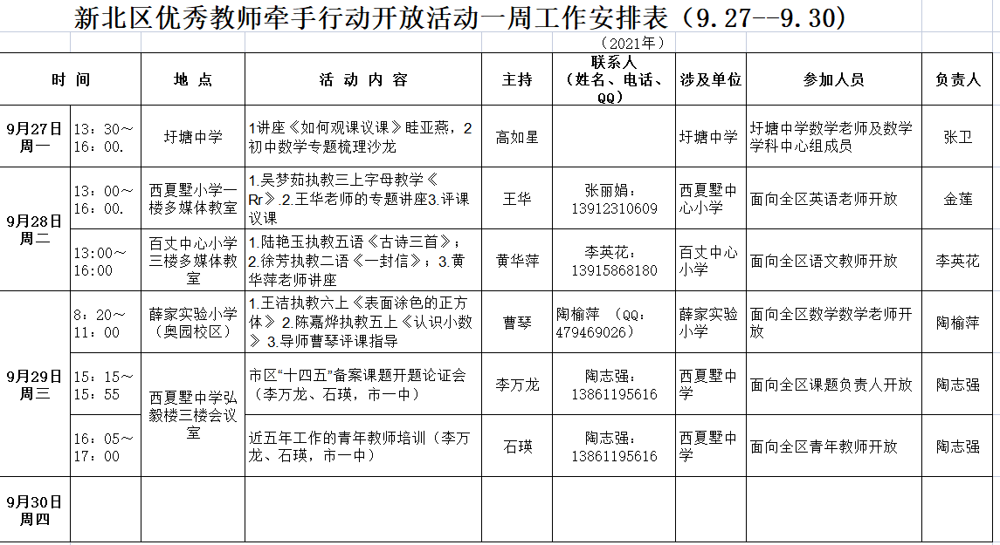 新北区优秀教师牵手行动开放活动一周工作安排表（9.27--9.30)
（2021年）
时 间
地 点
活 动 内 容
主持
联系人
（姓名、电话、
QQ）
涉及单位
参加人员
负责人
9月27日
周一
13：30～
16：00.
圩塘中学
1讲座《如何观课议课》眭亚燕，2
初中数学专题梳理沙龙
高如星
圩塘中学
圩塘中学数学老师及数学
学科中心组成员
张卫
9月28日
周二
13：00～
16：00.
西夏墅小学一
楼多媒体教室
1.吴梦茹执教三上字母教学《
Rr》.2.王华老师的专题讲座3.评课
议课
王华
张丽娟：
13912310609
西夏墅中
心小学
面向全区英语老师开放
金莲
13:00～
16:00
百丈中心小学
三楼多媒体教
室
1.陆艳玉执教五语《古诗三首》；
2.徐芳执教二语《一封信》；3.黄
华萍老师讲座
黄华萍
李英花：
13915868180
百丈中心
小学
面向全区语文教师开放
李英花
9月29日
周三
8：20～
11：00
薛家实验小学
（奥园校区）
1.王洁执教六上《表面涂色的正方
体》 2.陈嘉烨执教五上《认识小数
》 3.导师曹琴评课指导
曹琴
陶榆萍 （QQ：
479469026）
薛家实验
小学
面向全区数学数学老师开
放
陶榆萍
15：15～
15：55
西夏墅中学弘
毅楼三楼会议
室
市区“十四五”备案课题开题论证会
（李万龙、石瑛，市一中）
李万龙
陶志强：
13861195616
西夏墅中
学
面向全区课题负责人开放
陶志强
16：05～
17：00
近五年工作的青年教师培训（李万
龙、石瑛，市一中）
石瑛
陶志强：
13861195616
西夏墅中
学
面向全区青年教师开放
陶志强
9月30日
周四